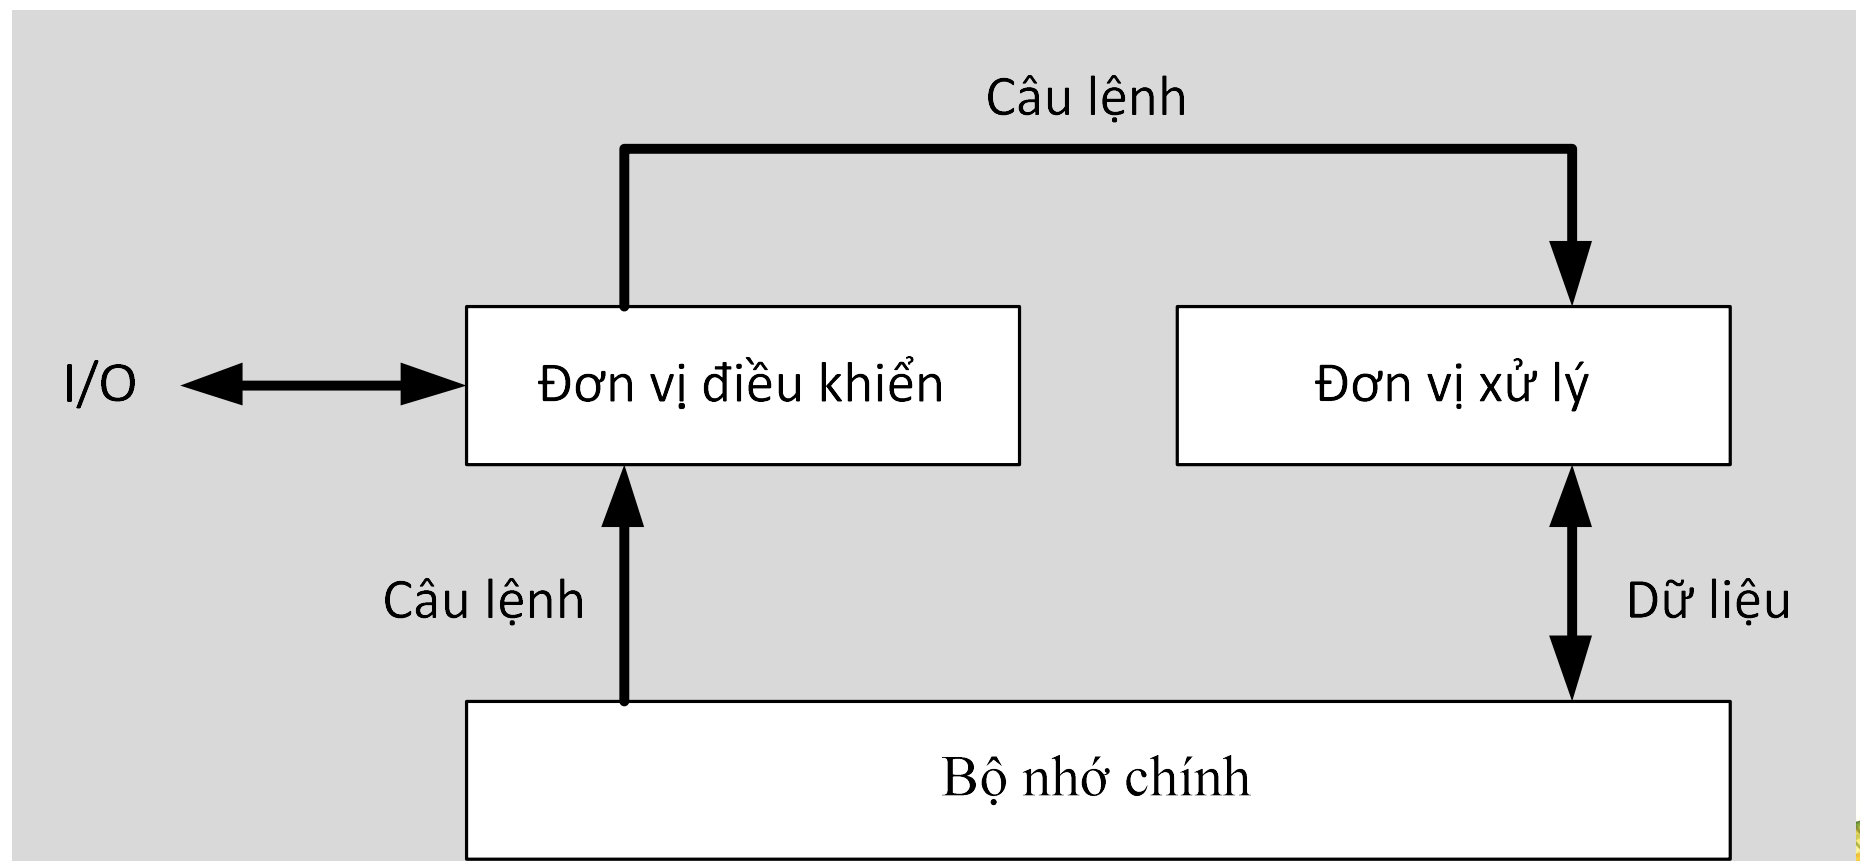 Câu lệnh
I/O
Đơn vị điều khiển
Đơn vị xử lý
Câu lệnh
Dữ liệu
Bộ nhớ chính